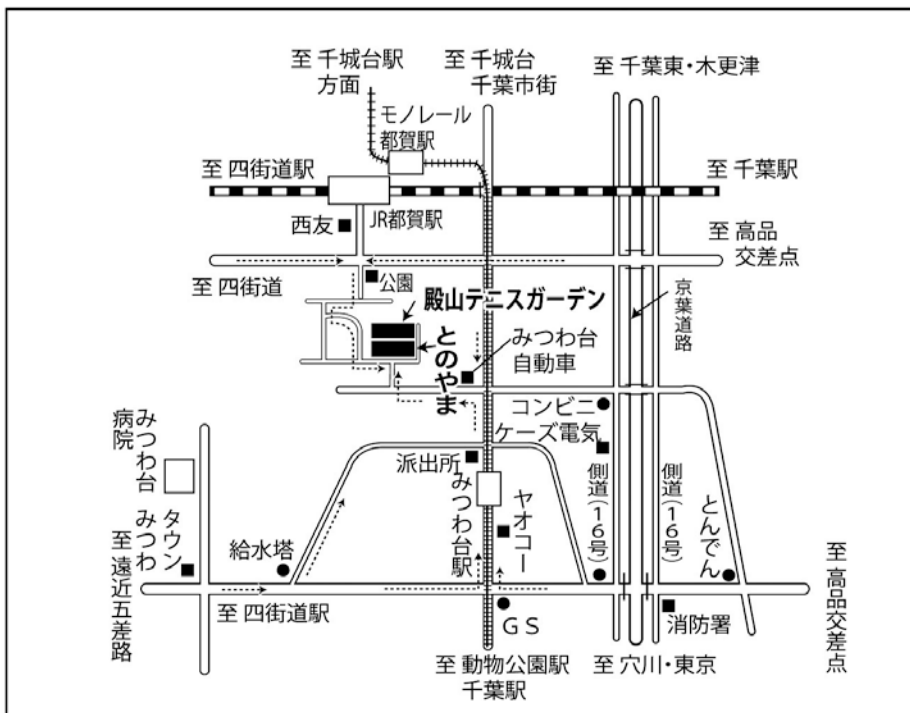 至 千城台駅
方面
至 千城台
千葉市街
至 千葉東・木更津
モノレール
都賀駅
至 四街道駅
至 千葉駅
西友
JR都賀駅
至 高品
交差点
至 四街道
公園
京葉道路
殿山テニスガーデン
とのやま
みつわ台
自動車
コンビニ
ケーズ電気
みつわ台
病院
派出所
みつわ台駅
ヤオコー
側道(16号)
側道(16号)
とんでん
タウン
みつわ
給水塔
至 遠近五差路
至 四街道駅
GS
消防署
至 高品交差点
至 動物公園駅
千葉駅
至 穴川・東京